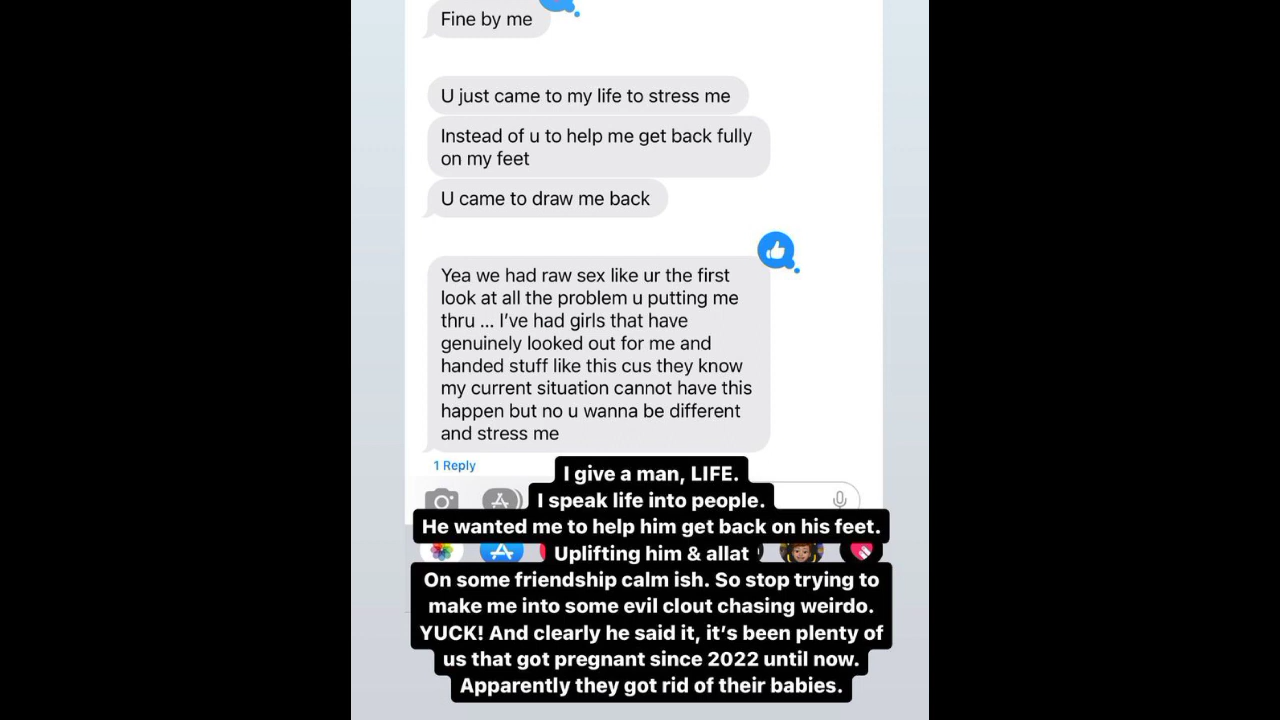 Fine by me
U just came to my life to stress me
Instead of u to help me get back fully
on my feet
U came to draw me back
Yea we had raw sex like ur the first
look at all the problem u putting me
thru ... I've had girls that have
genuinely looked out for me and
handed stuff like this cus they know
my current situation cannot have this
happen but no u wanna be different
and stress me
1 Reply
I give a man, LIFE.
I speak life into people.
He wanted me to help him get back on his feet.
Uplifting him & allat
On some friendship calm ish. So stop trying to
make me into some evil clout chasing weirdo.
YUCK! And clearly he said it, it's been plenty of
us that got pregnant since 2022 until now.
Apparently they got rid of their babies.